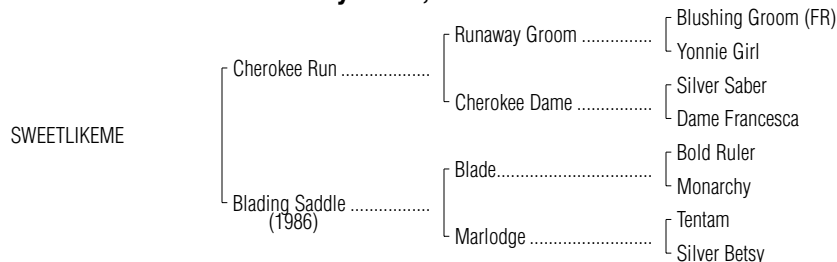 Blushing Groom (FR)
Runaway Groom ................
Yonnie Girl
Cherokee Run ...................
Silver Saber
Cherokee Dame .................
Dame Francesca
SWEETLIKEME
Bold Ruler
Blade................................
Monarchy
Blading Saddle .................
(1986)
Tentam
Marlodge ..........................
Silver Betsy